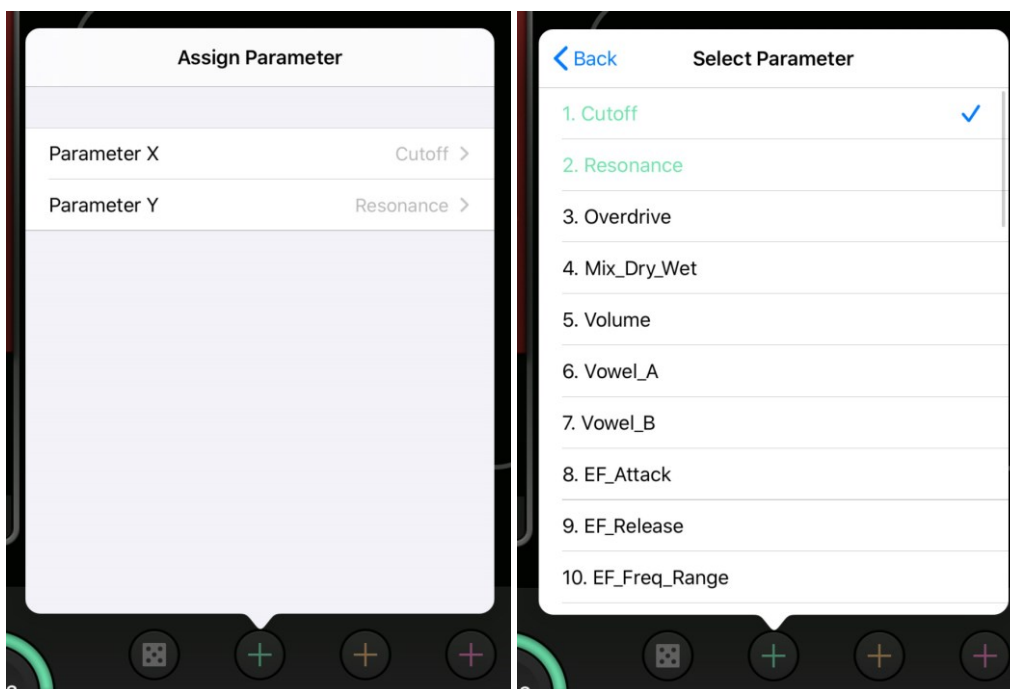 Assign Parameter
Parameter X
Cutoff
Parameter Y
Resonance
Back
Select Parameter
1. Cutoff
2. Resonance
3. Overdrive
4. Mix_Dry_Wet
5. Volume
6. Vowel_A
7. Vowel_B
8. EF_Attack
9. EF_Release
10. EF_Freq_Range